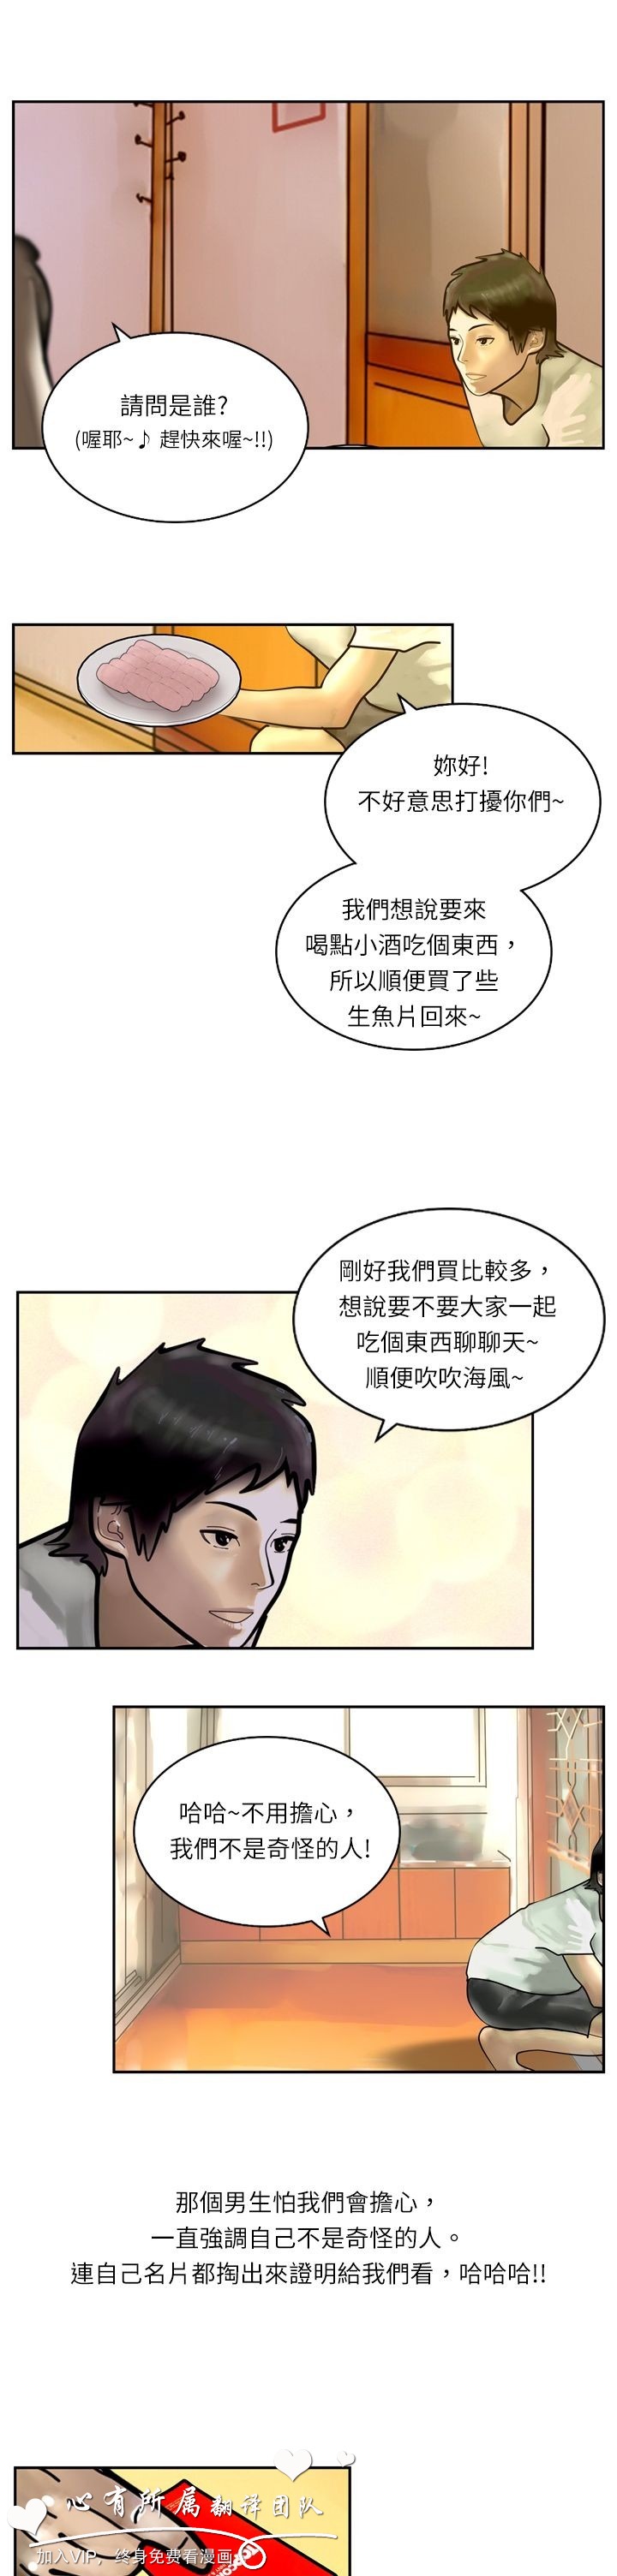 請問是誰?
(喔耶~♪ 趕快來喔~!!)
妳好!
不好意思打擾你們~
我們想說要來
喝點小酒吃個東西，
所以順便買了些
生魚片回來~
剛好我們買比較多，
想說要不要大家一起
吃個東西聊聊天~
順便吹吹海風~
哈哈~不用擔心，
我們不是奇怪的人!
那個男生怕我們會擔心，
一直強調自己不是奇怪的人。
連自己名片都掏出來證明給我們看，哈哈哈!!
心有所属翻译团队
加入VIP，终身免费看漫画